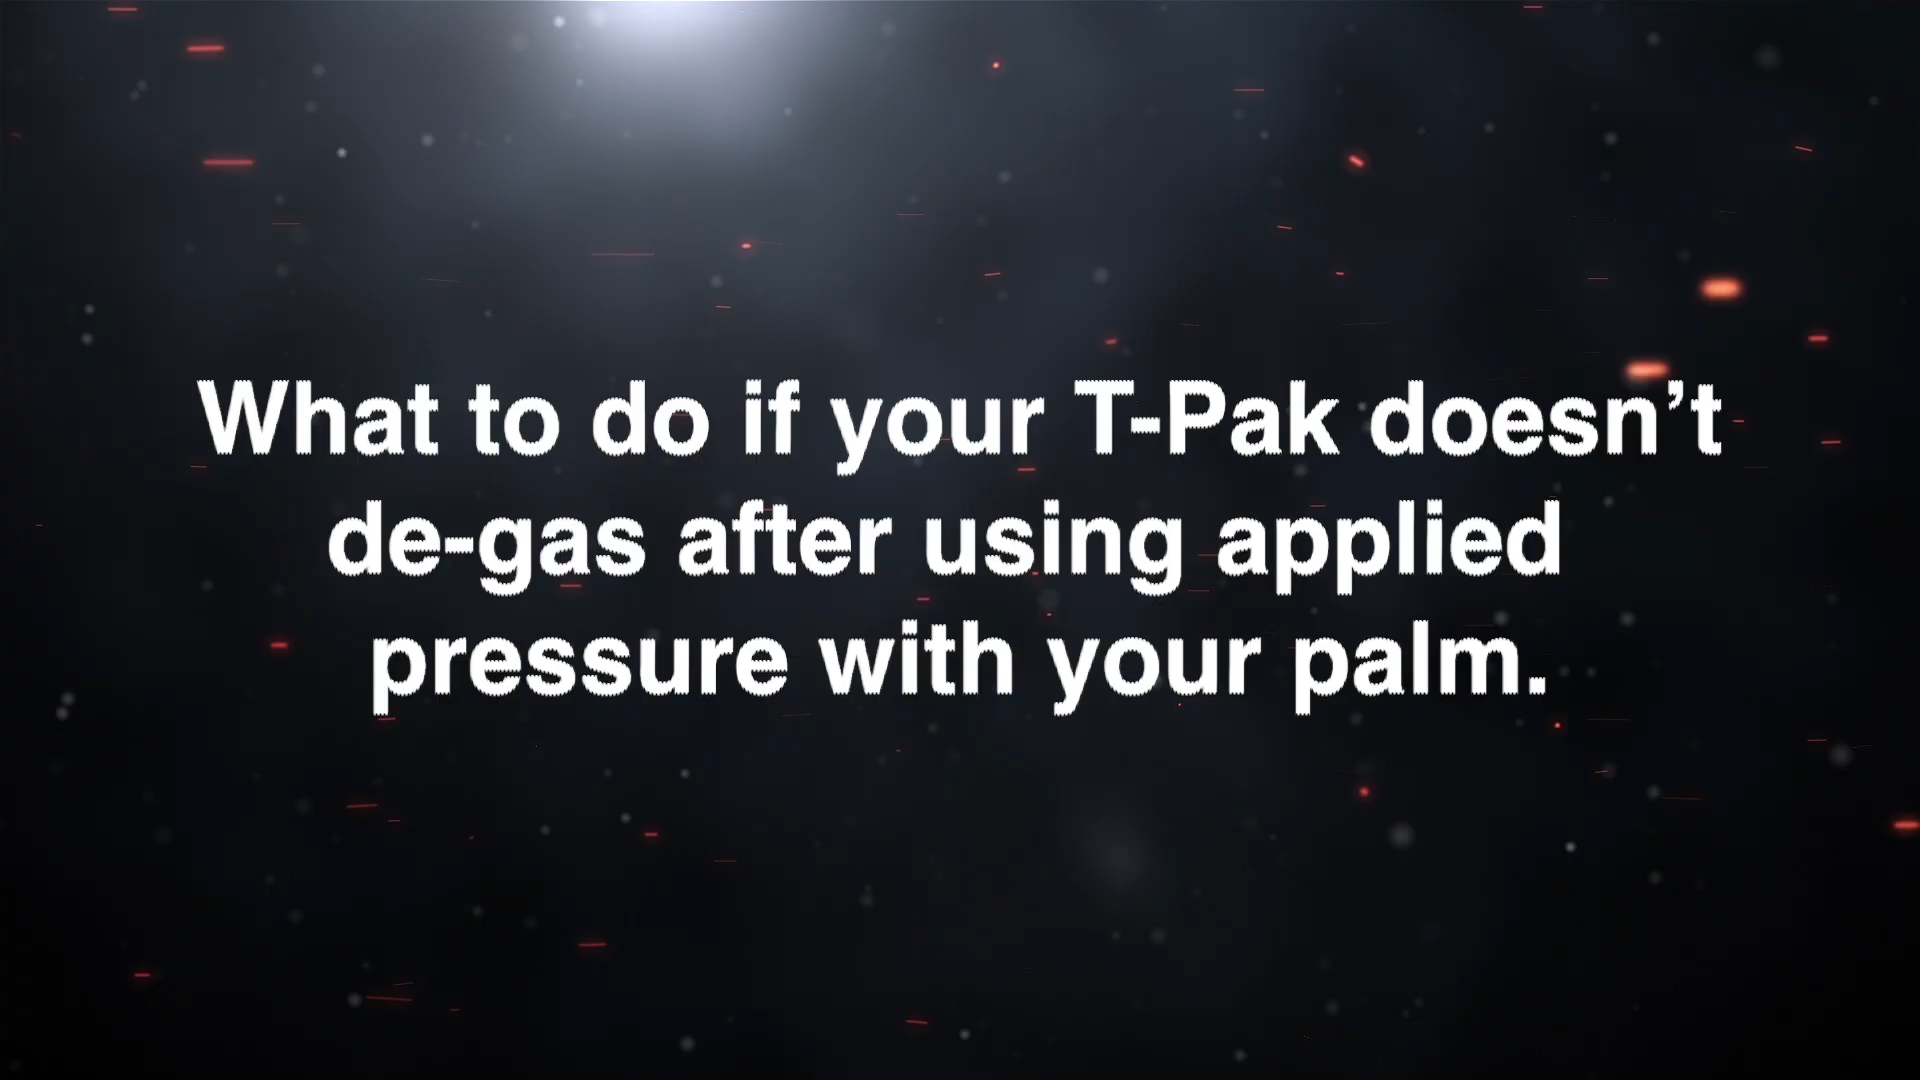 What to do if your T-Pak doesn’t
de-gas after using applied
pressure with your palm.